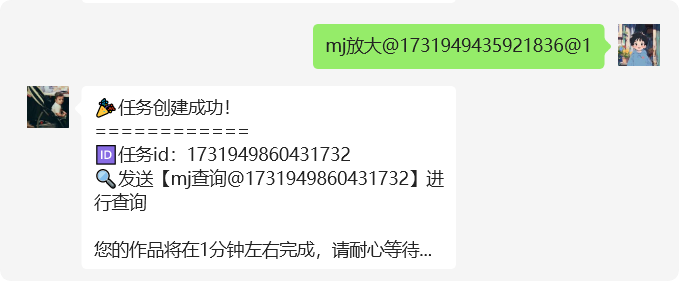 mj放大@1731949435921836@1
🎉任务创建成功！
============
🆔任务id：1731949860431732
🔍发送【mj查询@1731949860431732】进
行查询
您的作品将在1分钟左右完成，请耐心等待...